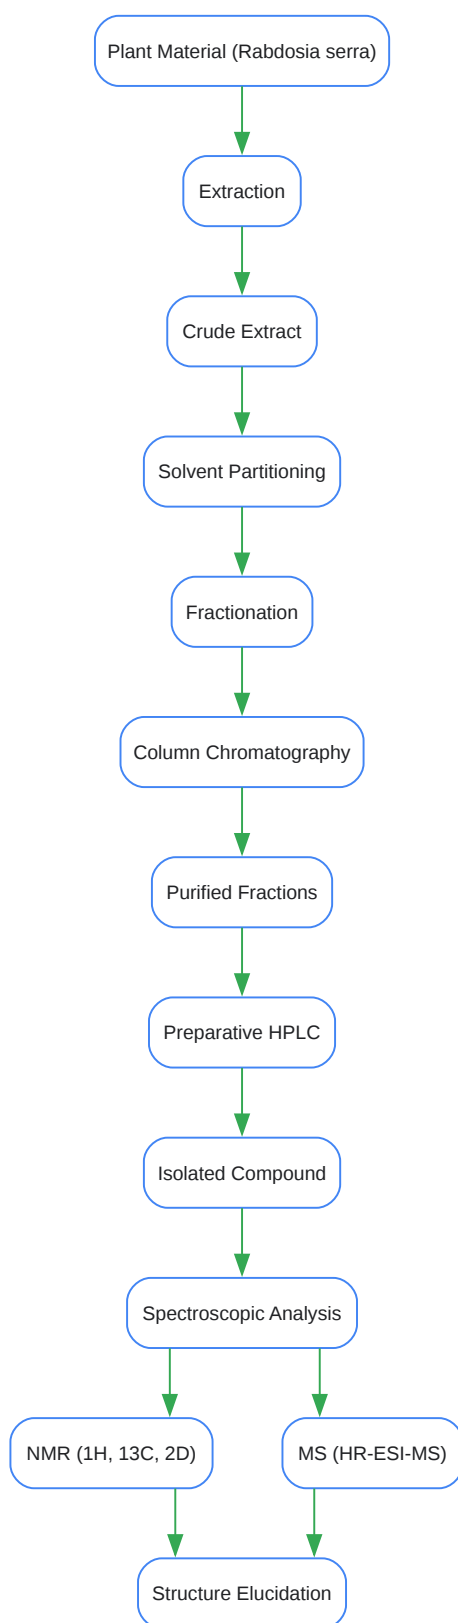 Plant Material (Rabdosia serra)
Extraction
Crude Extract
Solvent Partitioning
Fractionation
Column Chromatography
Purified Fractions
Preparative HPLC
Isolated Compound
Spectroscopic Analysis
NMR (1H, 13C, 2D)
MS (HR-ESI-MS)
Structure Elucidation